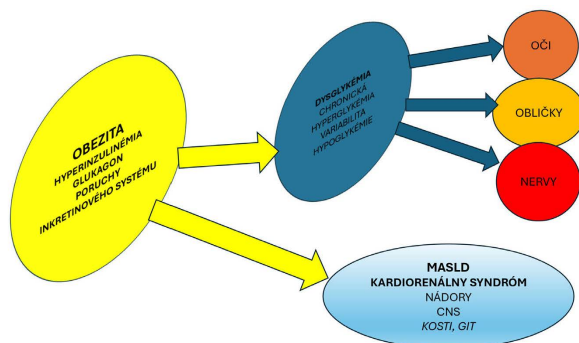 OBEZITA
HYPERINZULINÉMIA
GLUKAGON
PORUCHY
INKRETINOVÉHO SYSTÉMU
DYSGLYKÉMIA
CHRONICKÁ
HYPERGLYKÉMIA
VARIABILITA
HYPOGLYKÉMIE
OČI
OBLIČKY
NERVY
MASLD
KARDIORENÁLNY SYNDRÓM
NÁDORY
CNS
KOSTI, GIT